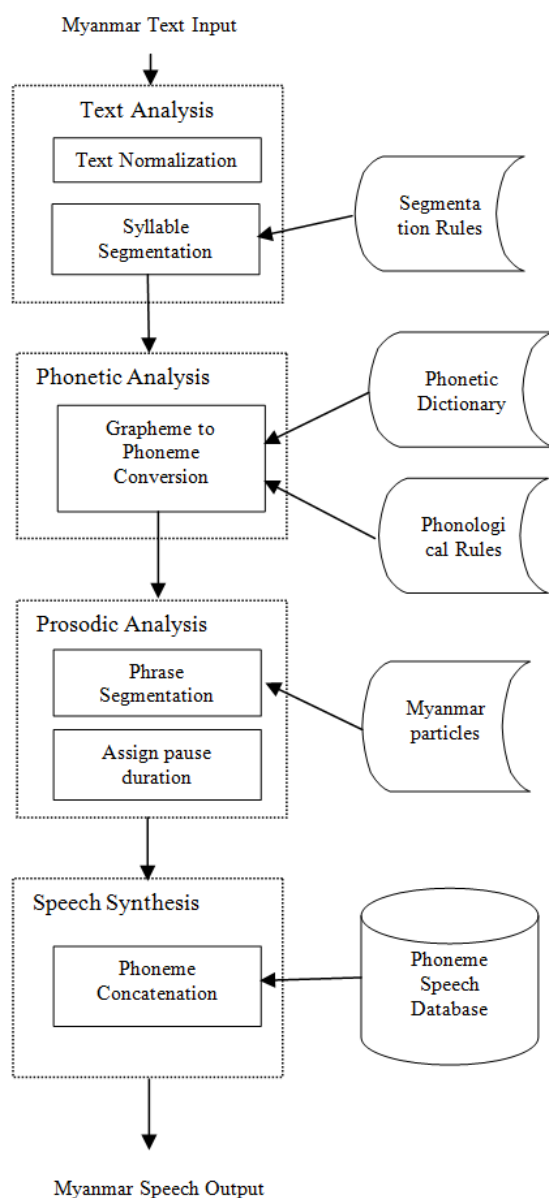 Myanmar Text Input
Text Analysis
Text Normalization
Syllable
Segmentation
Segmenta
tion Rules
Phonetic Analysis
Grapheme to
Phoneme
Conversion
Phonetic
Dictionary
Phonologi
cal Rules
Prosodic Analysis
Phrase
Segmentation
Assign pause
duration
Myanmar
particles
Speech Synthesis
Phoneme
Concatenation
Phoneme
Speech
Database
Myanmar Speech Output